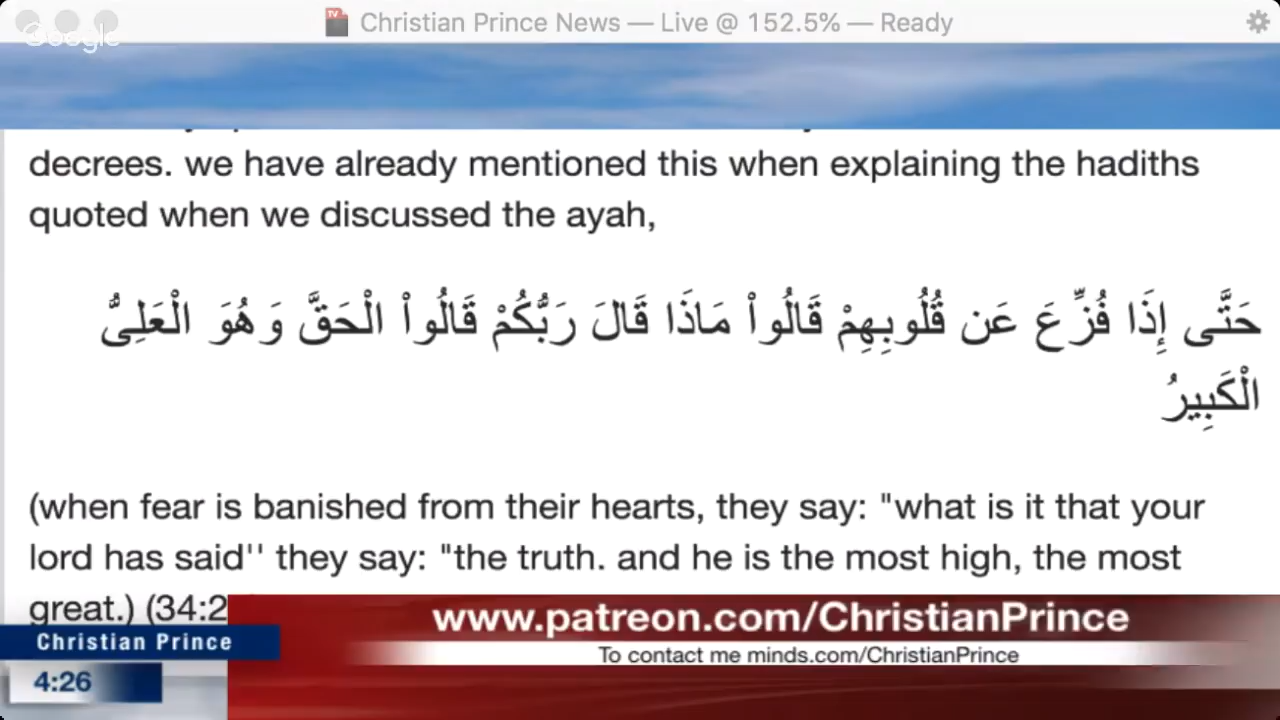 Google
Christian Prince News — Live @ 152.5% — Ready
decrees. we have already mentioned this when explaining the hadiths
quoted when we discussed the ayah,
حَتَّى إِذَا فُزِّعَ عَن قُلُوبِهِمْ قَالُواْ مَاذَا قَالَ رَبُّكُمْ قَالُواْ الْحَقَّ وَهُوَ الْعَلِىُّ
الْكَبِيرُ
(when fear is banished from their hearts, they say: "what is it that your
lord has said'' they say: "the truth. and he is the most high, the most
great.) (34:2
www.patreon.com/ChristianPrince
Christian Prince
To contact me minds.com/ChristianPrince
4:26